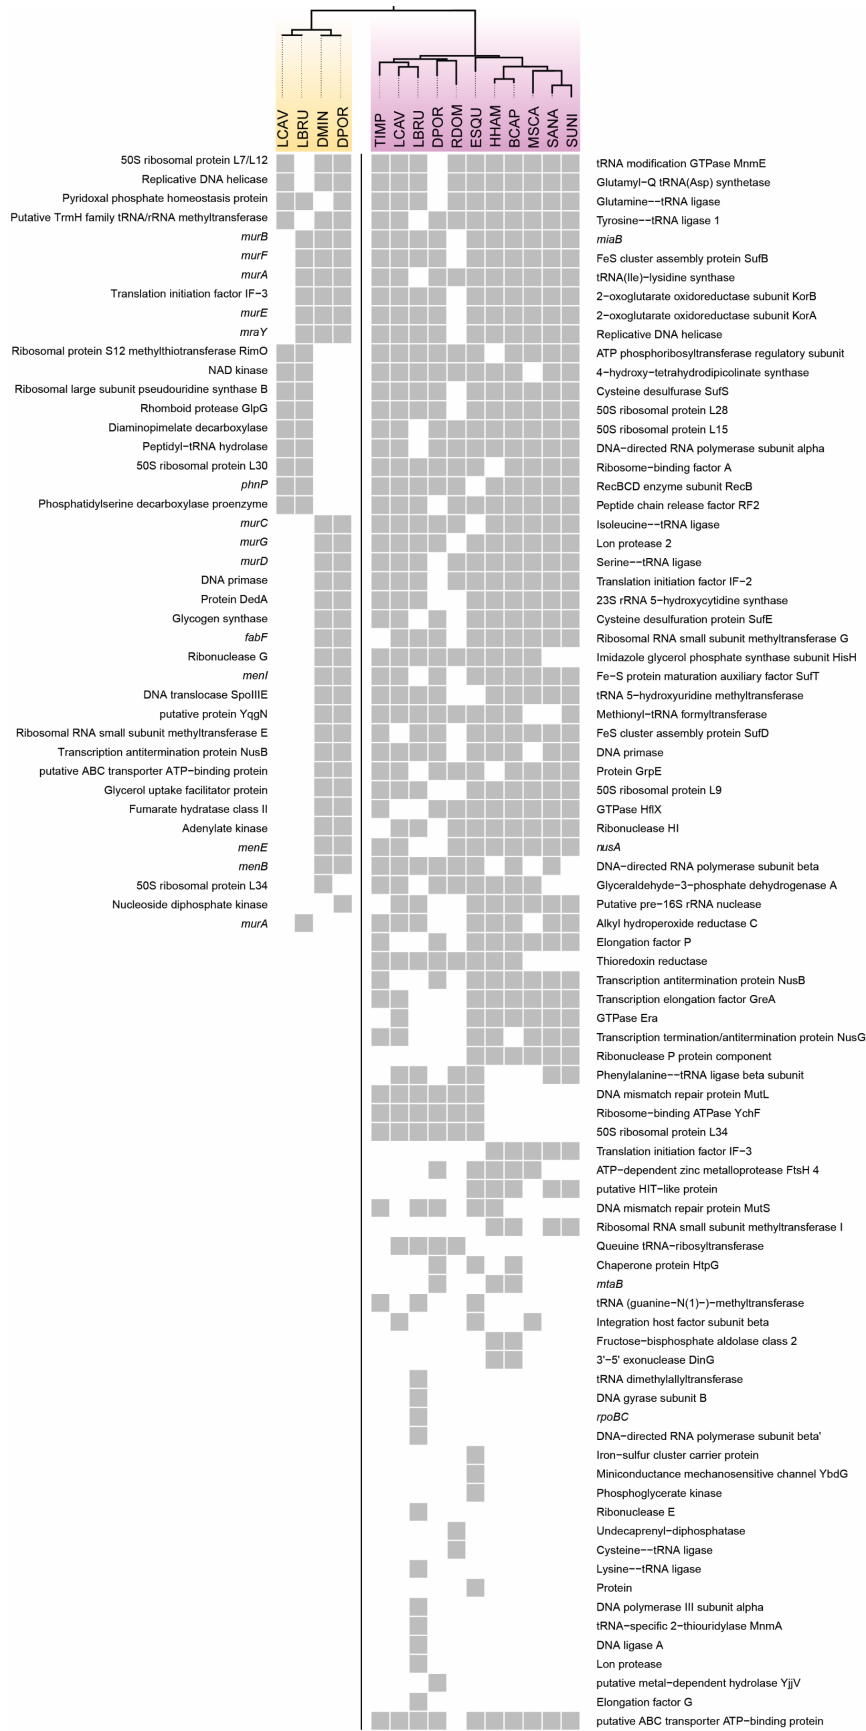 LCAV
LBRU
DMIN
DPOR
TIMP
LCAV
LBRU
DPOR
RDOM
ESQU
HHAM
BCAP
MSCA
SANA
SUNI
50S ribosomal protein L7/L12
Replicative DNA helicase
Pyridoxal phosphate homeostasis protein
Putative TrmH family tRNA/rRNA methyltransferase
murB
murF
murA
Translation initiation factor IF−3
murE
mraY
Ribosomal protein S12 methylthiotransferase RimO
NAD kinase
Ribosomal large subunit pseudouridine synthase B
Rhomboid protease GlpG
Diaminopimelate decarboxylase
Peptidyl−tRNA hydrolase
50S ribosomal protein L30
phnP
Phosphatidylserine decarboxylase proenzyme
murC
murG
murD
DNA primase
Protein DedA
Glycogen synthase
fabF
Ribonuclease G
menI
DNA translocase SpoIIIE
putative protein YqgN
Ribosomal RNA small subunit methyltransferase E
Transcription antitermination protein NusB
putative ABC transporter ATP−binding protein
Glycerol uptake facilitator protein
Fumarate hydratase class II
Adenylate kinase
menE
menB
50S ribosomal protein L34
Nucleoside diphosphate kinase
murA
tRNA modification GTPase MnmE
Glutamyl−Q tRNA(Asp) synthetase
Glutamine−−tRNA ligase
Tyrosine−−tRNA ligase 1
miaB
FeS cluster assembly protein SufB
tRNA(Ile)−lysidine synthase
2−oxoglutarate oxidoreductase subunit KorB
2−oxoglutarate oxidoreductase subunit KorA
Replicative DNA helicase
ATP phosphoribosyltransferase regulatory subunit
4−hydroxy−tetrahydrodipicolinate synthase
Cysteine desulfurase SufS
50S ribosomal protein L28
50S ribosomal protein L15
DNA−directed RNA polymerase subunit alpha
Ribosome−binding factor A
RecBCD enzyme subunit RecB
Peptide chain release factor RF2
Isoleucine−−tRNA ligase
Lon protease 2
Serine−−tRNA ligase
Translation initiation factor IF−2
23S rRNA 5−hydroxycytidine synthase
Cysteine desulfuration protein SufE
Ribosomal RNA small subunit methyltransferase G
Imidazole glycerol phosphate synthase subunit HisH
Fe−S protein maturation auxiliary factor SufT
tRNA 5−hydroxyuridine methyltransferase
Methionyl−tRNA formyltransferase
FeS cluster assembly protein SufD
DNA primase
Protein GrpE
50S ribosomal protein L9
GTPase HflX
Ribonuclease HI
nusA
DNA−directed RNA polymerase subunit beta
Glyceraldehyde−3−phosphate dehydrogenase A
Putative pre−16S rRNA nuclease
Alkyl hydroperoxide reductase C
Elongation factor P
Thioredoxin reductase
Transcription antitermination protein NusB
Transcription elongation factor GreA
GTPase Era
Transcription termination/antitermination protein NusG
Ribonuclease P protein component
Phenylalanine−−tRNA ligase beta subunit
DNA mismatch repair protein MutL
Ribosome−binding ATPase YchF
50S ribosomal protein L34
Translation initiation factor IF−3
ATP−dependent zinc metalloprotease FtsH 4
putative HIT−like protein
DNA mismatch repair protein MutS
Ribosomal RNA small subunit methyltransferase I
Queuine tRNA−ribosyltransferase
Chaperone protein HtpG
mtaB
tRNA (guanine−N(1)−)−methyltransferase
Integration host factor subunit beta
Fructose−bisphosphate aldolase class 2
3'−5' exonuclease DinG
tRNA dimethylallyltransferase
DNA gyrase subunit B
rpoBC
DNA−directed RNA polymerase subunit beta'
Iron−sulfur cluster carrier protein
Miniconductance mechanosensitive channel YbdG
Phosphoglycerate kinase
Ribonuclease E
Undecaprenyl−diphosphatase
Cysteine−−tRNA ligase
Lysine−−tRNA ligase
Protein
DNA polymerase III subunit alpha
tRNA−specific 2−thiouridylase MnmA
DNA ligase A
Lon protease
putative metal−dependent hydrolase YjjV
Elongation factor G
putative ABC transporter ATP−binding protein